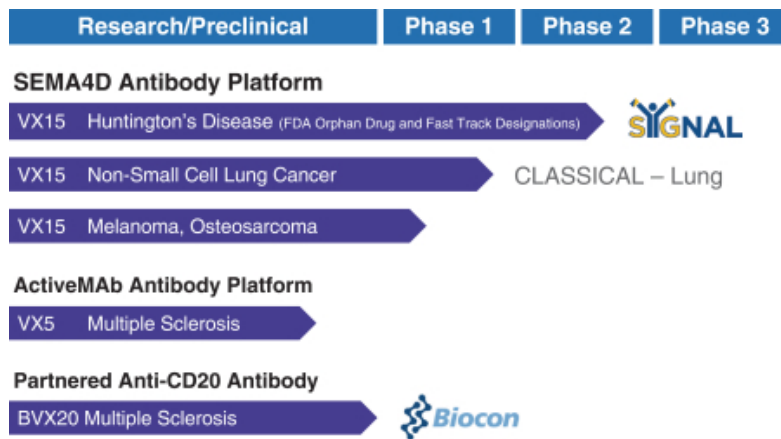 Research/Preclinical Phase 1 Phase 2 Phase 3
SEMA4D Antibody Platform
VX15 Huntington's Disease (FDA Orphan Drug and Fast Track Designations) SIGNAL
VX15 Non-Small Cell Lung Cancer CLASSICAL – Lung
VX15 Melanoma, Osteosarcoma
ActiveMAb Antibody Platform
VX5 Multiple Sclerosis
Partnered Anti-CD20 Antibody
BVX20 Multiple Sclerosis Biocon